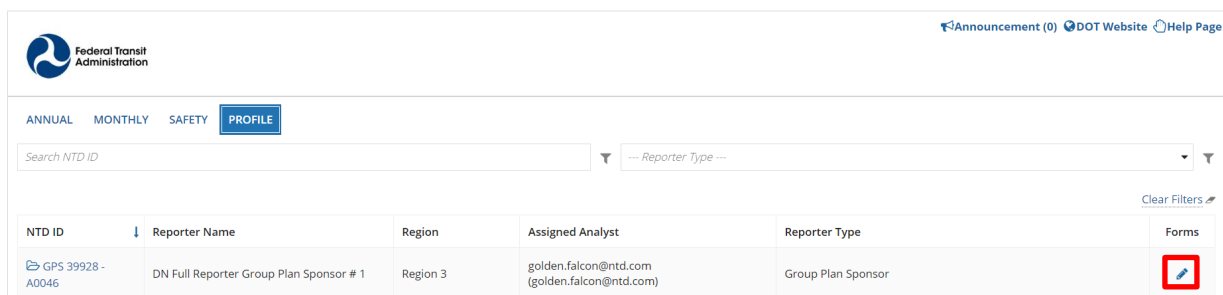 Announcement (0) DOT Website Help Page
Federal Transit
Administration
ANNUAL MONTHLY SAFETY PROFILE
Search NTD ID
--- Reporter Type ---
Clear Filters
NTD ID Reporter Name Region Assigned Analyst Reporter Type Forms
GPS 39928 -
A0046
DN Full Reporter Group Plan Sponsor # 1
Region 3
golden.falcon@ntd.com
(golden.falcon@ntd.com)
Group Plan Sponsor